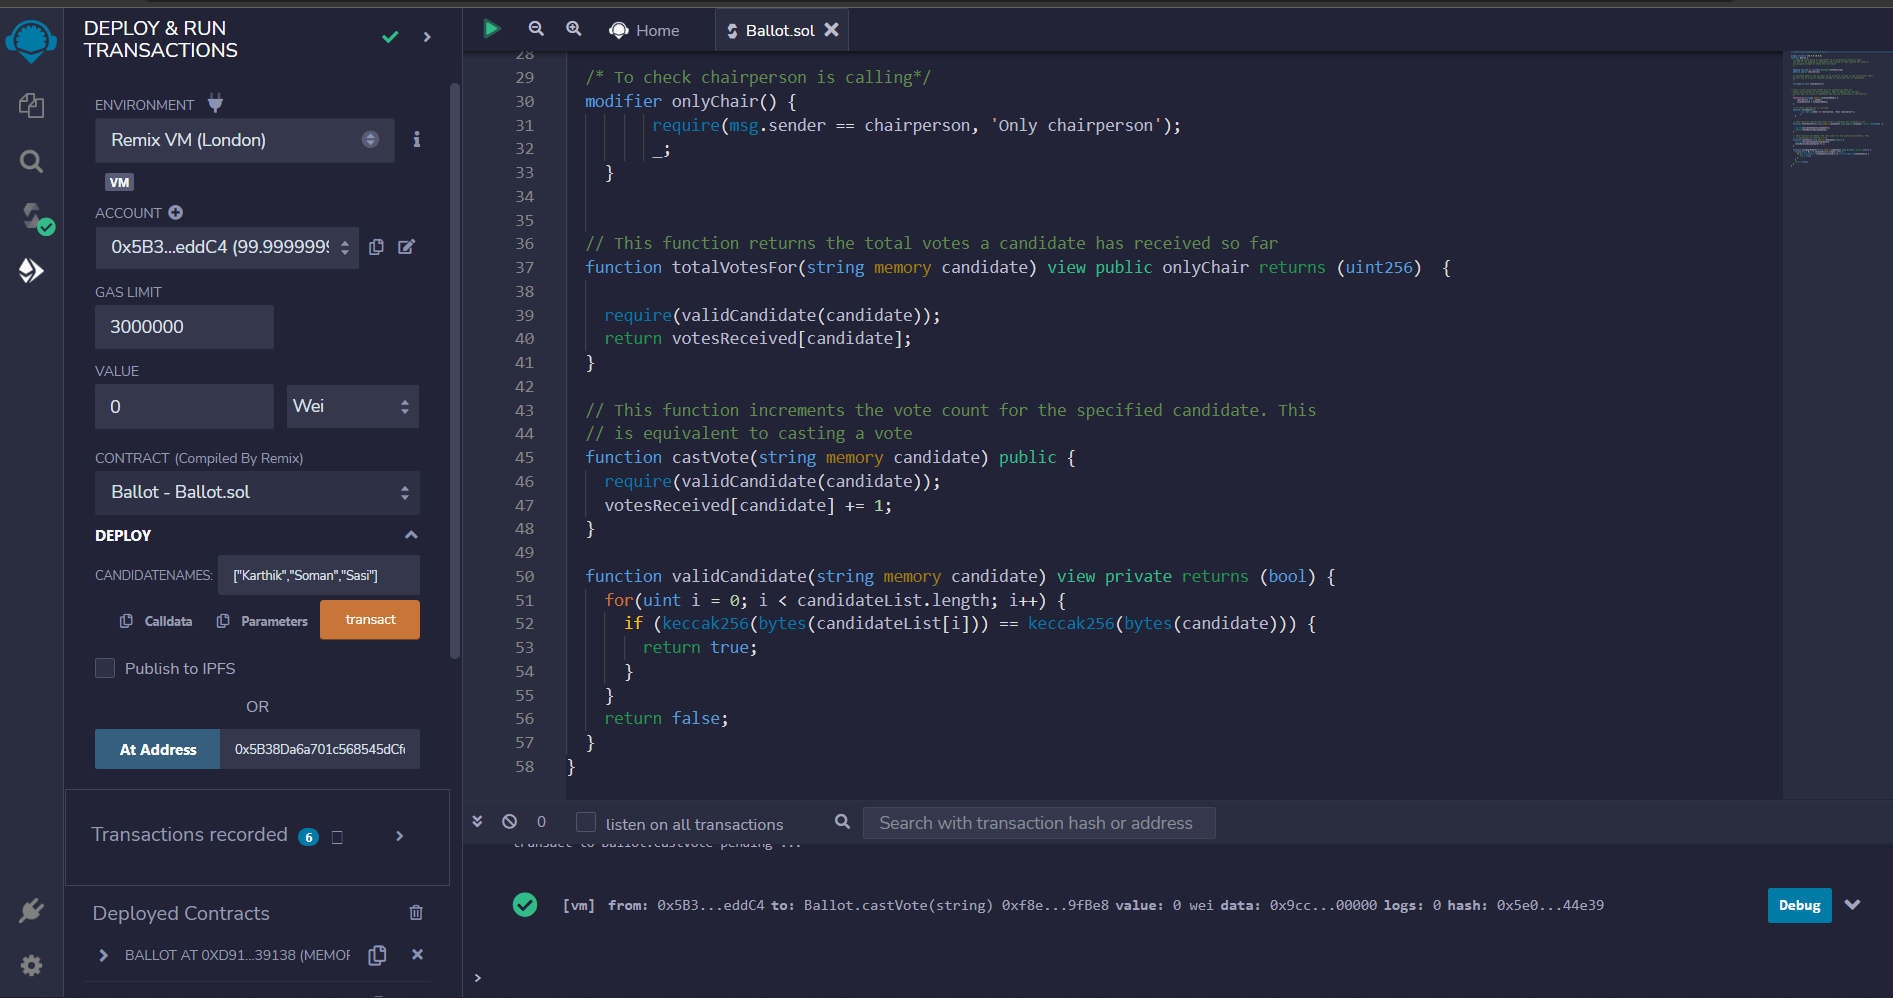 DEPLOY & RUN
TRANSACTIONS
ENVIRONMENT
Remix VM (London)
VM
ACCOUNT
0x5B3...eddC4 (99.9999999
GAS LIMIT
3000000
VALUE
0
Wei
CONTRACT (Compiled By Remix)
Ballot - Ballot.sol
DEPLOY
CANDIDATENAMES: ["Karthik","Soman","Sasi"]
Calldata Parameters transact
Publish to IPFS
OR
At Address 0x5B38Da6a701c568545dCf
Transactions recorded 6
Deployed Contracts
BALLOT AT 0XD91...39138 (MEMOR
Home
Ballot.sol
28
29 /* To check chairperson is calling*/
30 modifier onlyChair() {
31 require(msg.sender == chairperson, 'Only chairperson');
32 _;
33 }
34
35
36 // This function returns the total votes a candidate has received so far
37 function totalVotesFor(string memory candidate) view public onlyChair returns (uint256) {
38
39 require(validCandidate(candidate));
40 return votesReceived[candidate];
41 }
42
43 // This function increments the vote count for the specified candidate. This
44 // is equivalent to casting a vote
45 function castVote(string memory candidate) public {
46 require(validCandidate(candidate));
47 votesReceived[candidate] += 1;
48 }
49
50 function validCandidate(string memory candidate) view private returns (bool) {
51 for(uint i = 0; i < candidateList.length; i++) {
52 if (keccak256(bytes(candidateList[i])) == keccak256(bytes(candidate))) {
53 return true;
54 }
55 }
56 return false;
57 }
58 }
0 listen on all transactions Search with transaction hash or address
transact to Ballot.castVote pending ...
[vm] from: 0x5B3...eddC4 to: Ballot.castVote(string) 0xf8e...9fBe8 value: 0 wei data: 0x9cc...00000 logs: 0 hash: 0x5e0...44e39
Debug
>